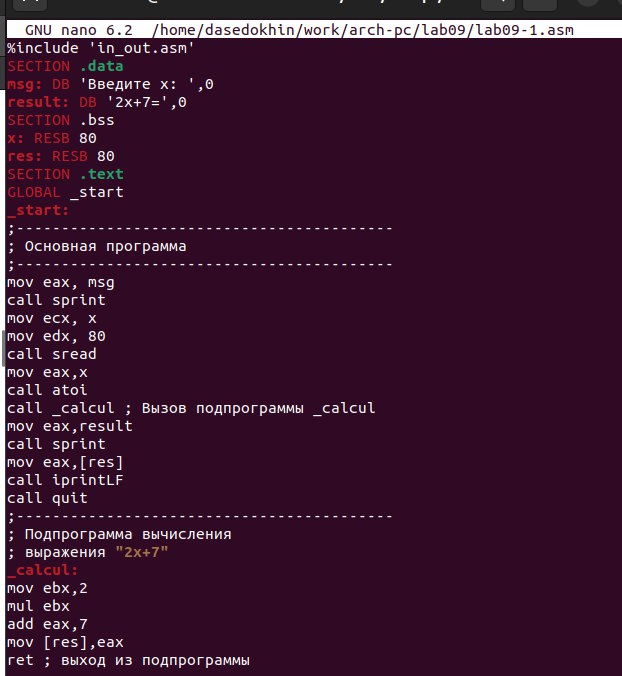 GNU nano 6.2 /home/dasedokhin/work/arch-pc/lab09/lab09-1.asm
%include 'in_out.asm'
SECTION .data
msg: DB 'Введите x: ',0
result: DB '2x+7=',0
SECTION .bss
x: RESB 80
res: RESB 80
SECTION .text
GLOBAL _start
_start:
;------------------------------------------
; Основная программа
;------------------------------------------
mov eax, msg
call sprint
mov ecx, x
mov edx, 80
call sread
mov eax,x
call atoi
call _calcul ; Вызов подпрограммы _calcul
mov eax,result
call sprint
mov eax,[res]
call iprintLF
call quit
;------------------------------------------
; Подпрограмма вычисления
; выражения "2x+7"
_calcul:
mov ebx,2
mul ebx
add eax,7
mov [res],eax
ret ; выход из подпрограммы